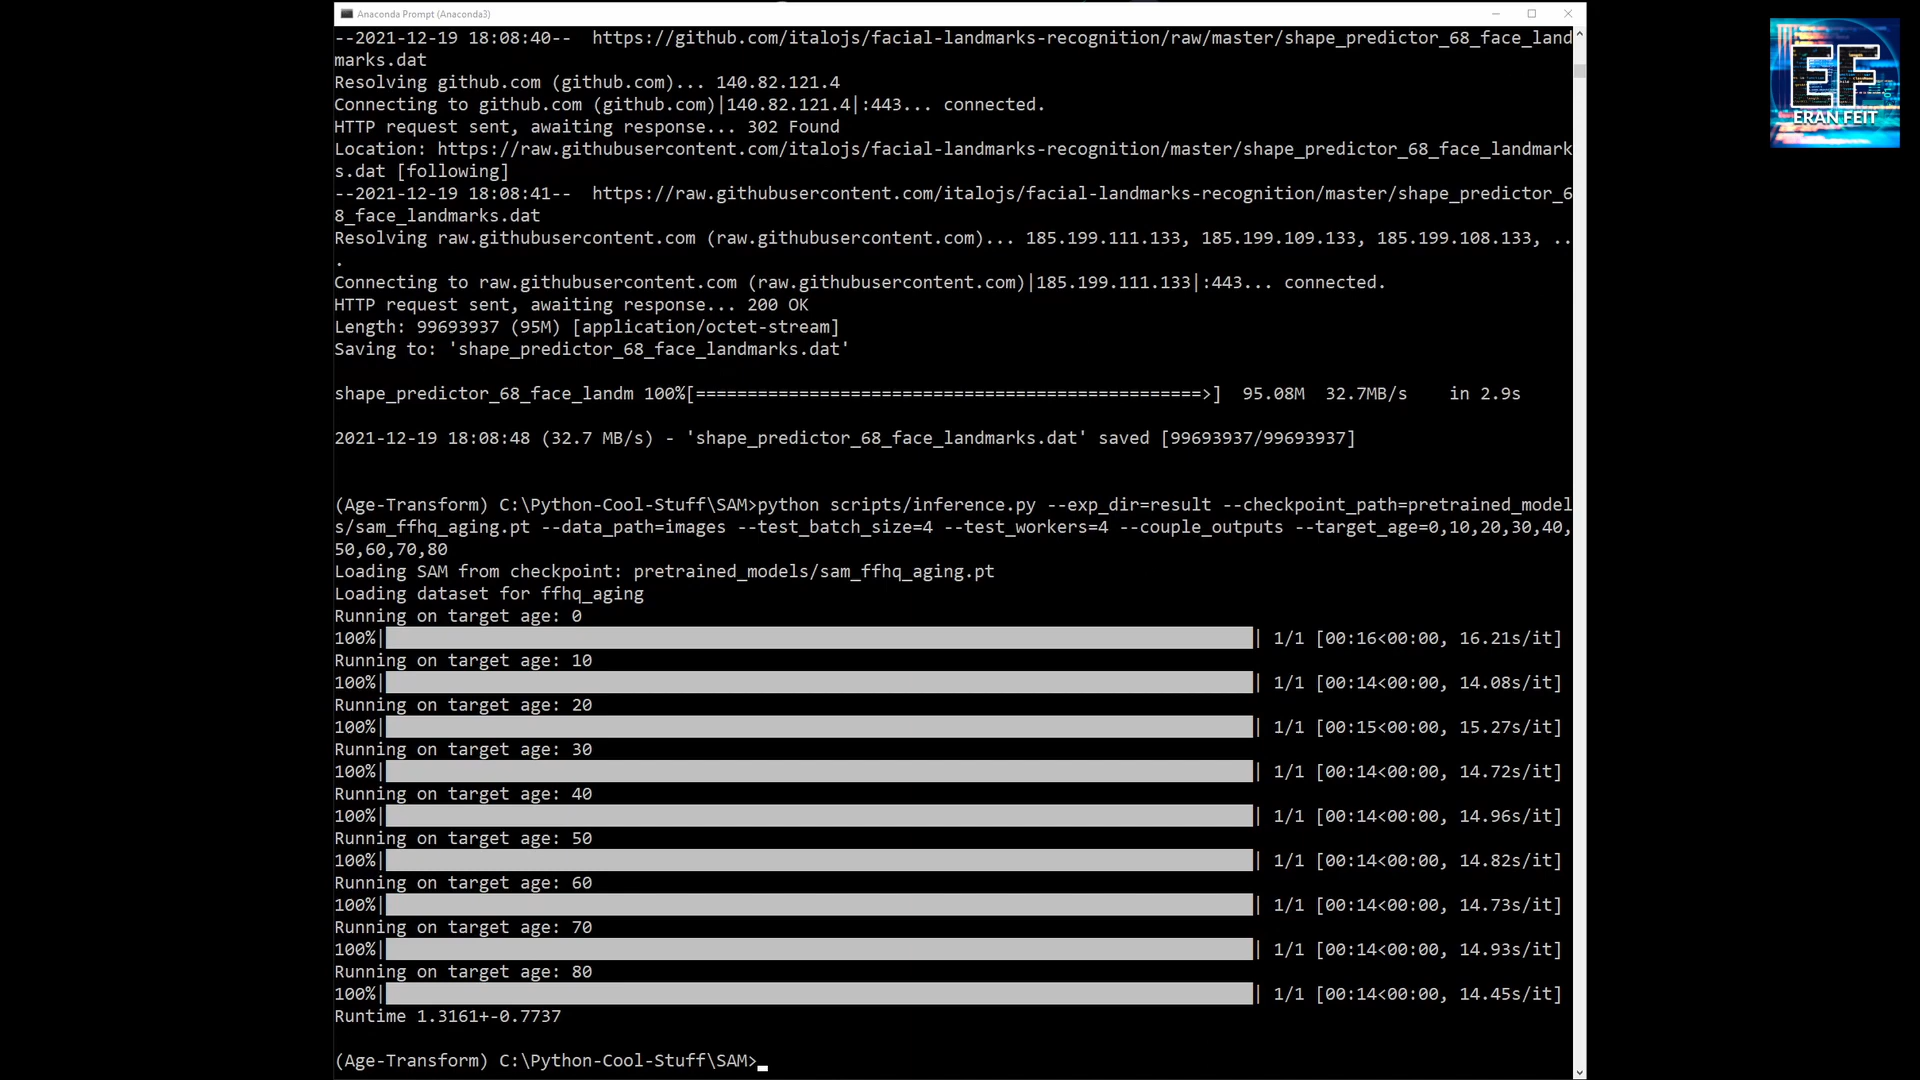 Anaconda Prompt (Anaconda3)
--2021-12-19 18:08:40--  https://github.com/italojs/facial-landmarks-recognition/raw/master/shape_predictor_68_face_land
marks.dat
Resolving github.com (github.com)... 140.82.121.4
Connecting to github.com (github.com)|140.82.121.4|:443... connected.
HTTP request sent, awaiting response... 302 Found
Location: https://raw.githubusercontent.com/italojs/facial-landmarks-recognition/master/shape_predictor_68_face_landmark
s.dat [following]
--2021-12-19 18:08:41--  https://raw.githubusercontent.com/italojs/facial-landmarks-recognition/master/shape_predictor_6
8_face_landmarks.dat
Resolving raw.githubusercontent.com (raw.githubusercontent.com)... 185.199.111.133, 185.199.109.133, 185.199.108.133, ..
.
Connecting to raw.githubusercontent.com (raw.githubusercontent.com)|185.199.111.133|:443... connected.
HTTP request sent, awaiting response... 200 OK
Length: 99693937 (95M) [application/octet-stream]
Saving to: 'shape_predictor_68_face_landmarks.dat'
shape_predictor_68_face_landm 100%[=================================================>]  95.08M  32.7MB/s    in 2.9s
2021-12-19 18:08:48 (32.7 MB/s) - 'shape_predictor_68_face_landmarks.dat' saved [99693937/99693937]
(Age-Transform) C:\Python-Cool-Stuff\SAM>python scripts/inference.py --exp_dir=result --checkpoint_path=pretrained_model
s/sam_ffhq_aging.pt --data_path=images --test_batch_size=4 --test_workers=4 --couple_outputs --target_age=0,10,20,30,40,
50,60,70,80
Loading SAM from checkpoint: pretrained_models/sam_ffhq_aging.pt
Loading dataset for ffhq_aging
Running on target age: 0
100%| | 1/1 [00:16<00:00, 16.21s/it]
Running on target age: 10
100%| | 1/1 [00:14<00:00, 14.08s/it]
Running on target age: 20
100%| | 1/1 [00:15<00:00, 15.27s/it]
Running on target age: 30
100%| | 1/1 [00:14<00:00, 14.72s/it]
Running on target age: 40
100%| | 1/1 [00:14<00:00, 14.96s/it]
Running on target age: 50
100%| | 1/1 [00:14<00:00, 14.82s/it]
Running on target age: 60
100%| | 1/1 [00:14<00:00, 14.73s/it]
Running on target age: 70
100%| | 1/1 [00:14<00:00, 14.93s/it]
Running on target age: 80
100%| | 1/1 [00:14<00:00, 14.45s/it]
Runtime 1.3161+-0.7737
(Age-Transform) C:\Python-Cool-Stuff\SAM>
EF
ERAN FEIT